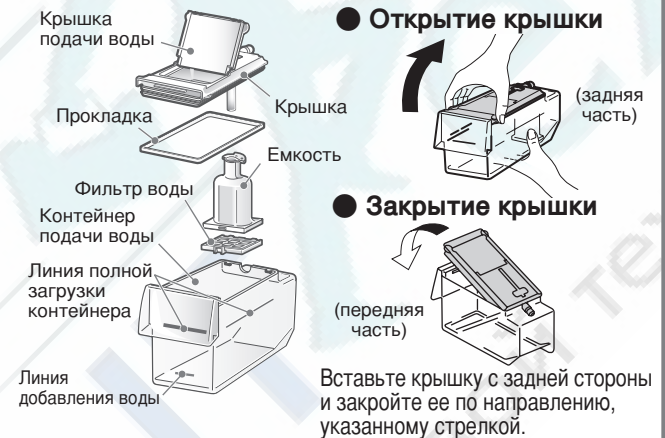 Крышка
подачи воды
Прокладка
Крышка
Емкость
Фильтр воды
Контейнер
подачи воды
Линия полной
загрузки
контейнера
Линия
добавления воды
● Открытие крышки
(задняя
часть)
● Закрытие крышки
(передняя
часть)
Вставьте крышку с задней стороны
и закройте ее по направлению,
указанному стрелкой.